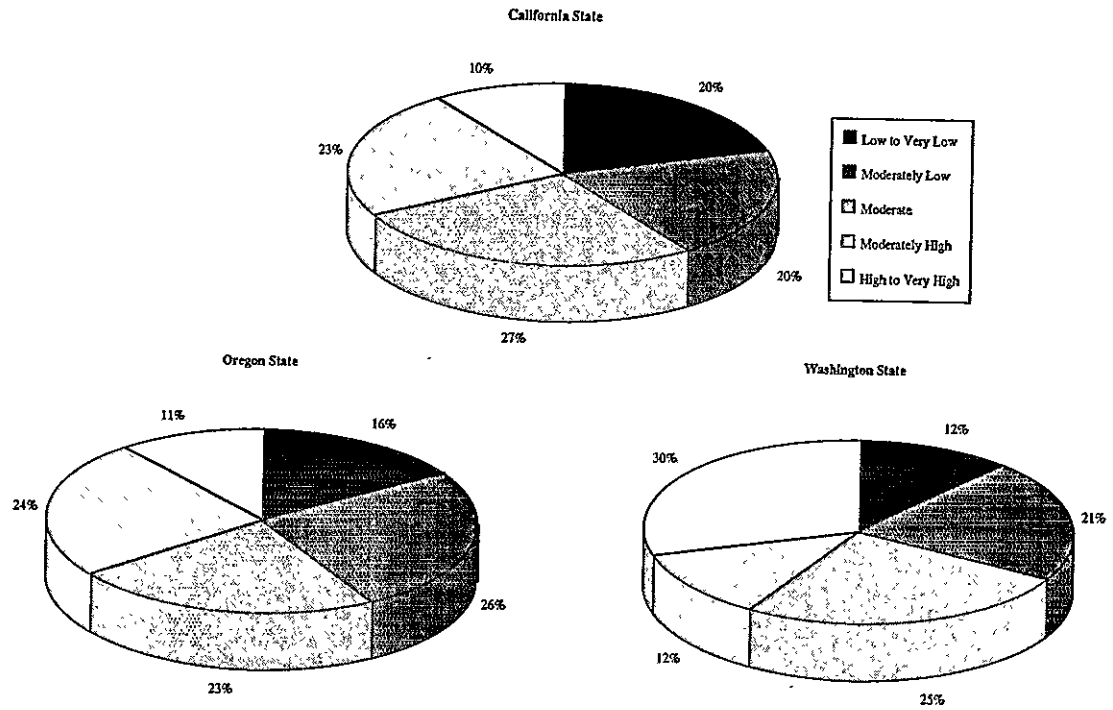 California State
10%
20%
23%
20%
27%
Low to Very Low
Moderately Low
Moderate
Moderately High
High to Very High
Oregon State
11%
16%
24%
26%
23%
Washington State
12%
30%
21%
12%
25%